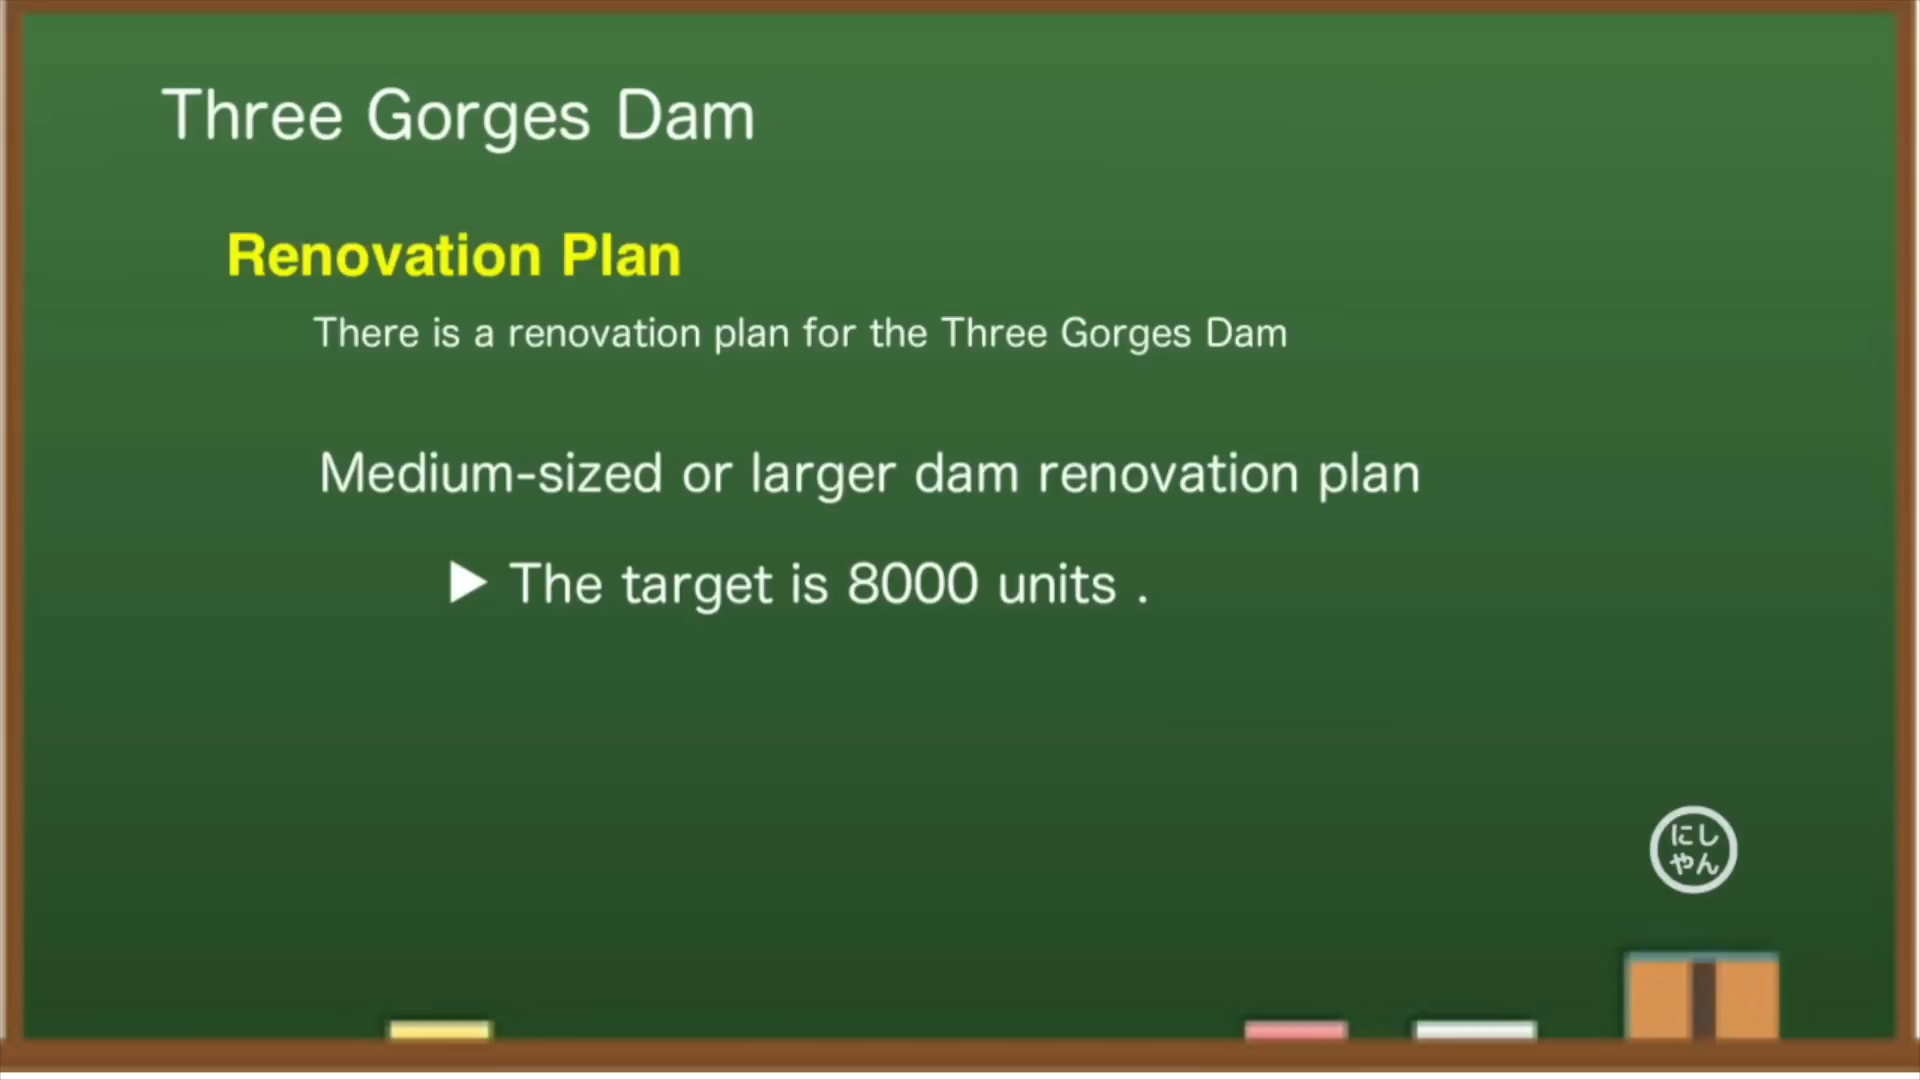 Three Gorges Dam
Renovation Plan
There is a renovation plan for the Three Gorges Dam
Medium-sized or larger dam renovation plan
▶ The target is 8000 units .
にし
やん